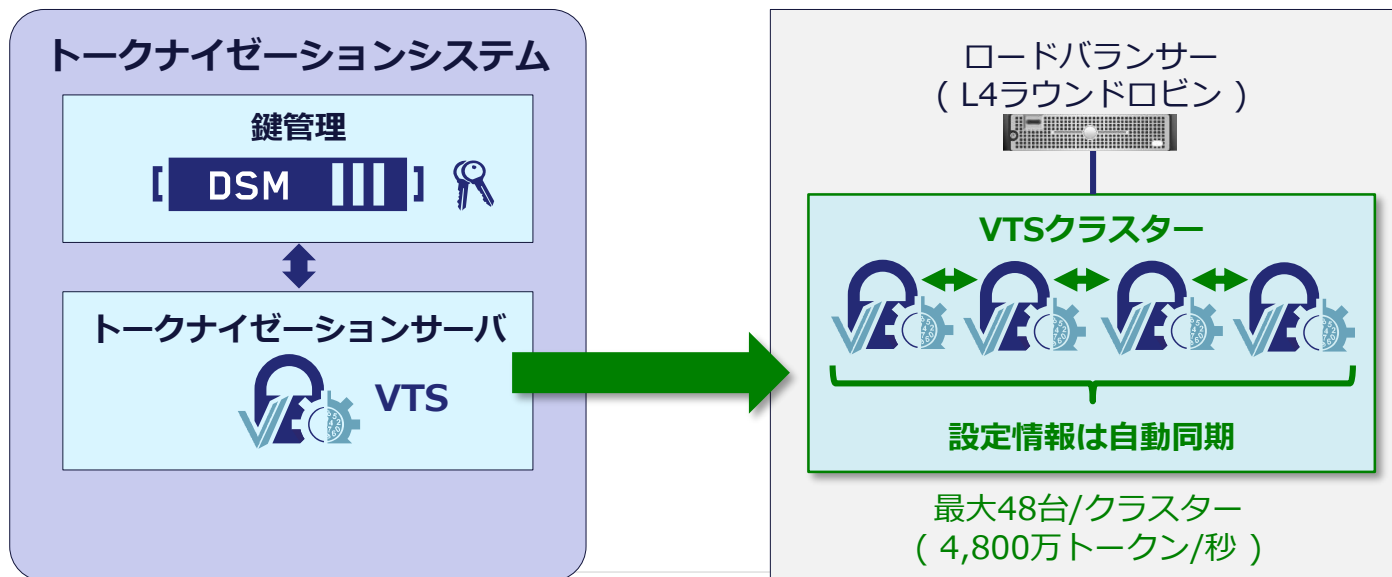 トークナイゼーションシステム
鍵管理
[ DSM ]
トークナイゼーションサーバ
VTS
ロードバランサー
( L4ラウンドロビン )
VTSクラスター
設定情報は自動同期
最大48台/クラスター
( 4,800万トークン/秒 )